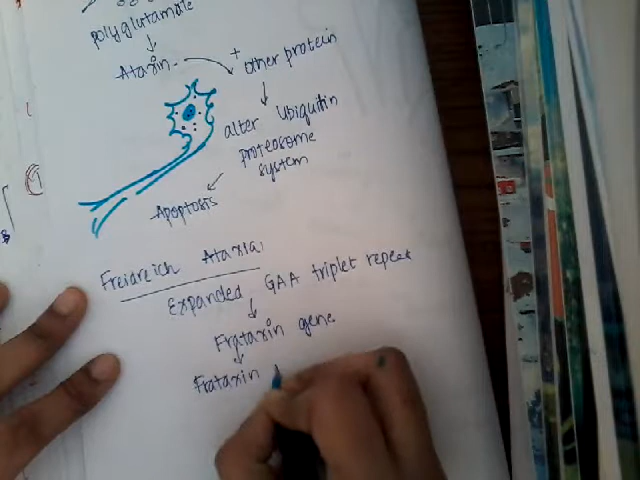 polyglutamate
Ataxin + other protein
alter Ubiquitin
proteosome
system
Apoptosis
Freidreich Ataxia
Expanded GAA triplet repeat
Frataxin gene
Frataxin